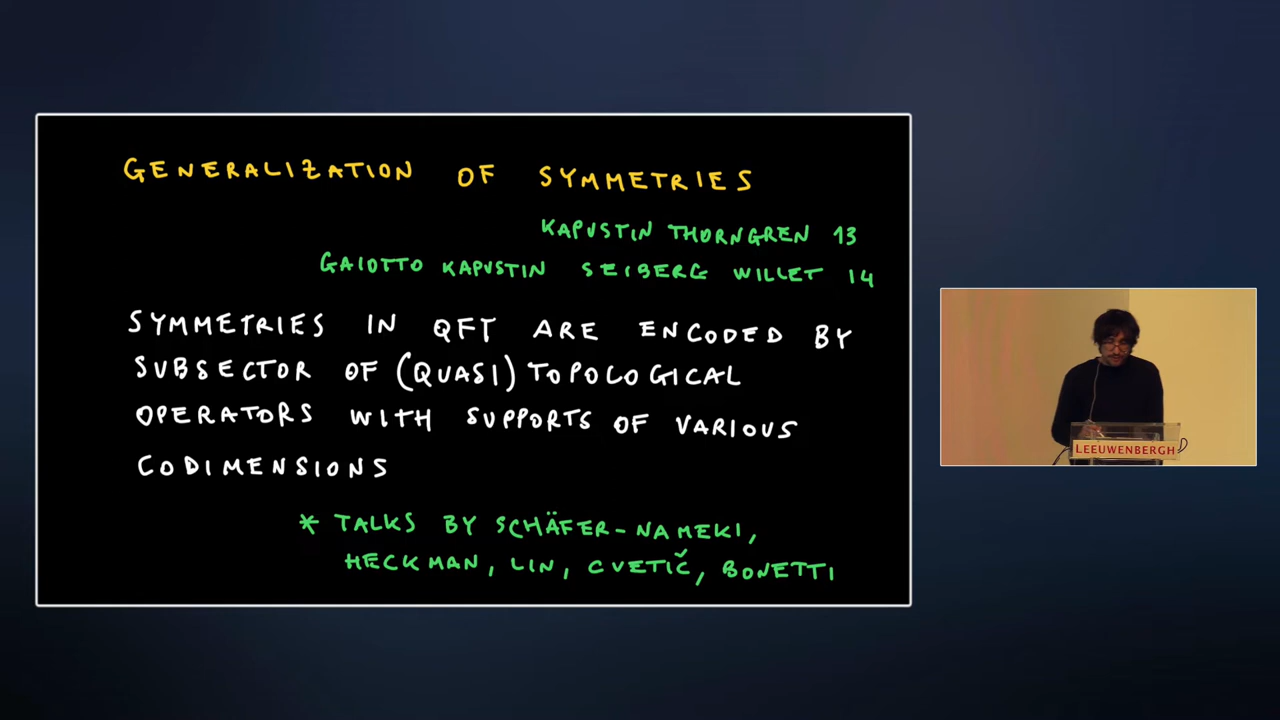 GENERALIZATION OF SYMMETRIES
KAPUSTIN THORNGREN 13
GAIOTTO KAPUSTIN SEIBERG WILLET 14
SYMMETRIES IN QFT ARE ENCODED BY
SUBSECTOR OF (QUASI) TOPOLOGICAL
OPERATORS WITH SUPPORTS OF VARIOUS
CODIMENSIONS
* TALKS BY SCHÄFER-NAMEKI,
HECKMAN, LIN, CVETIČ, BONETTI
LEEUWENBERGH